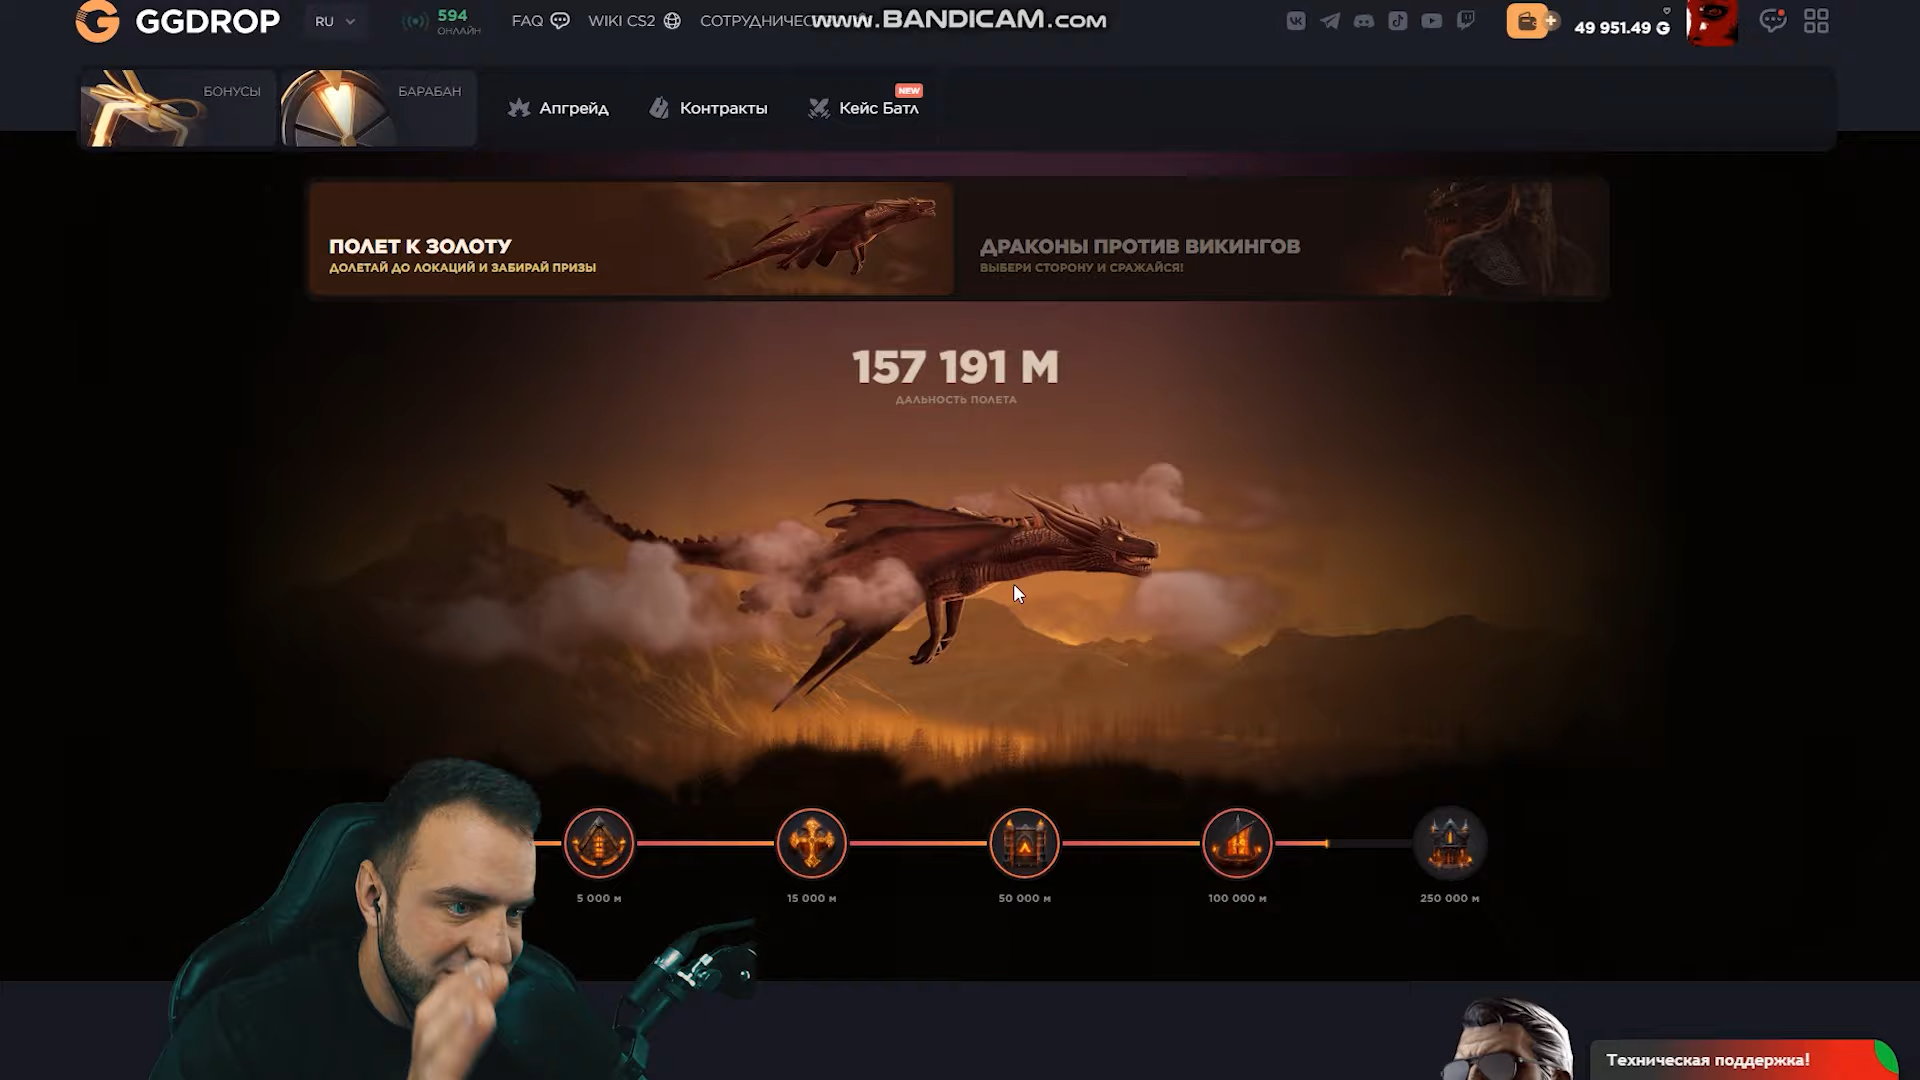 GGDROP
RU
594
ОНЛАЙН
FAQ
WIKI CS2
СОТРУДНИЧЕС
www.BANDICAM.com
49 951.49 G
БОНУСЫ
БАРАБАН
Апгрейд
Контракты
Кейс Батл
NEW
ПОЛЕТ К ЗОЛОТУ
ДОЛЕТАЙ ДО ЛОКАЦИЙ И ЗАБИРАЙ ПРИЗЫ
ДРАКОНЫ ПРОТИВ ВИКИНГОВ
ВЫБЕРИ СТОРОНУ И СРАЖАЙСЯ!
157 191 М
ДАЛЬНОСТЬ ПОЛЕТА
5 000 м
15 000 м
50 000 м
100 000 м
250 000 м
Техническая поддержка!